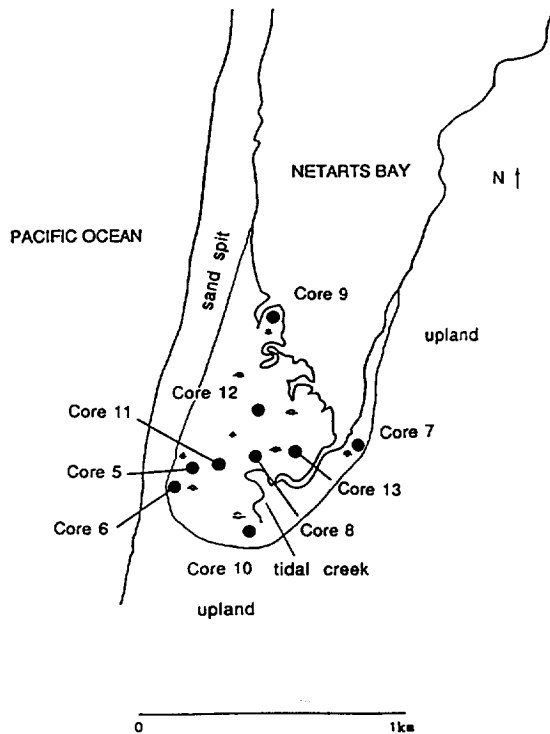 NETARTS BAY
N
PACIFIC OCEAN
sand spit
Core 9
upland
Core 12
Core 11
Core 7
Core 5
Core 13
Core 6
Core 8
Core 10
tidal creek
upland
0
1km